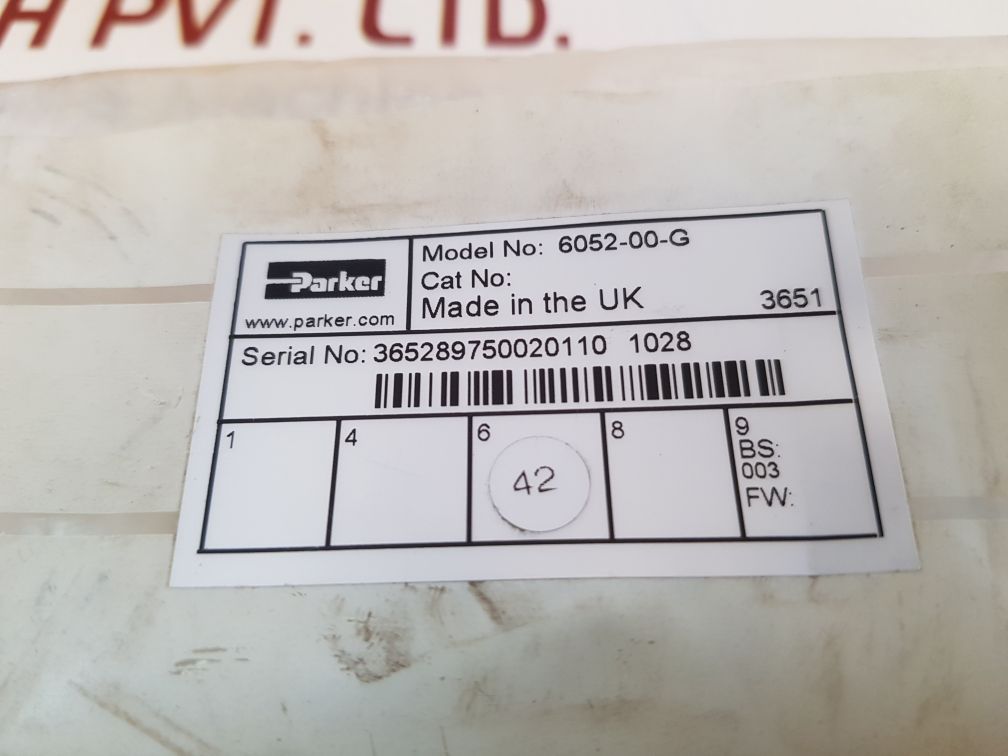 H PVT. LTD.
Parker
www.parker.com
Model No: 6052-00-G
Cat No:
Made in the UK 3651
Serial No: 365289750020110 1028
1
4
6
42
8
9
BS:
003
FW: